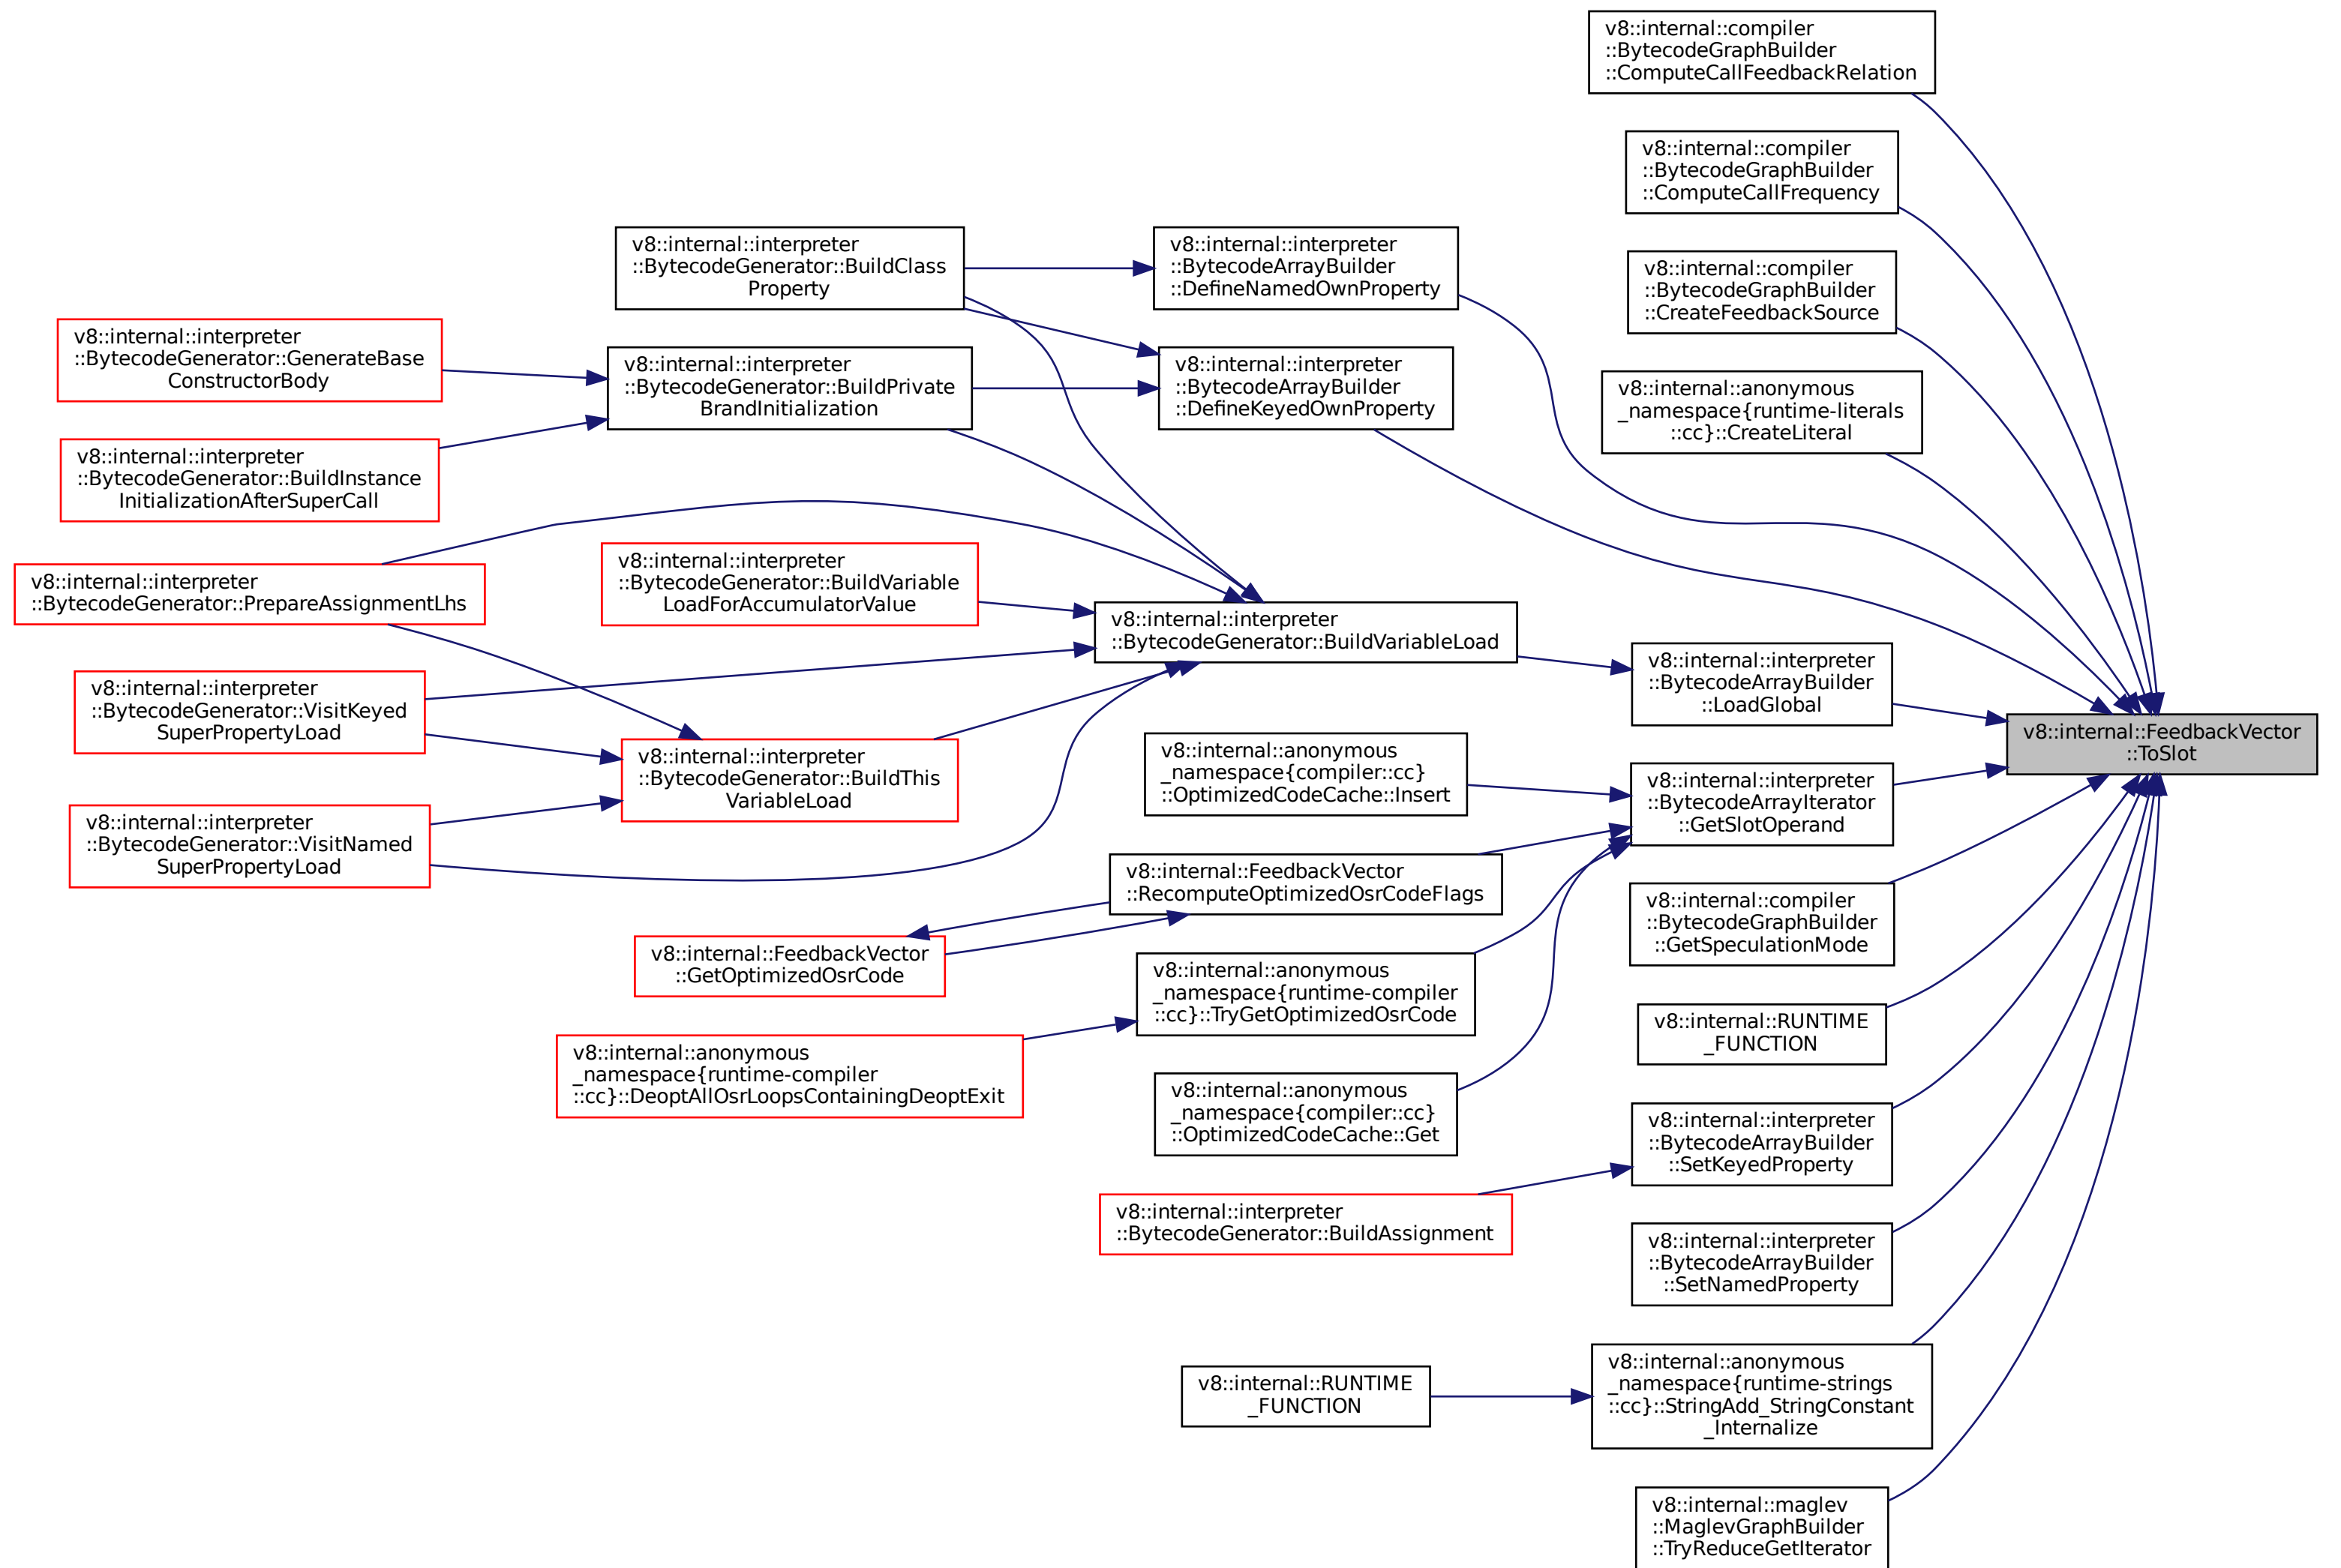 v8::internal::compiler
::BytecodeGraphBuilder
::ComputeCallFeedbackRelation
v8::internal::compiler
::BytecodeGraphBuilder
::ComputeCallFrequency
v8::internal::interpreter
::BytecodeGenerator::BuildClass
Property
v8::internal::interpreter
::BytecodeArrayBuilder
::DefineNamedOwnProperty
v8::internal::compiler
::BytecodeGraphBuilder
::CreateFeedbackSource
v8::internal::interpreter
::BytecodeGenerator::GenerateBase
ConstructorBody
v8::internal::interpreter
::BytecodeGenerator::BuildPrivate
BrandInitialization
v8::internal::interpreter
::BytecodeArrayBuilder
::DefineKeyedOwnProperty
v8::internal::anonymous
_namespace{runtime-literals
::cc}::CreateLiteral
v8::internal::interpreter
::BytecodeGenerator::BuildInstance
InitializationAfterSuperCall
v8::internal::interpreter
::BytecodeGenerator::PrepareAssignmentLhs
v8::internal::interpreter
::BytecodeGenerator::BuildVariable
LoadForAccumulatorValue
v8::internal::interpreter
::BytecodeGenerator::BuildVariableLoad
v8::internal::interpreter
::BytecodeArrayBuilder
::LoadGlobal
v8::internal::FeedbackVector
::ToSlot
v8::internal::interpreter
::BytecodeGenerator::VisitKeyed
SuperPropertyLoad
v8::internal::interpreter
::BytecodeGenerator::BuildThis
VariableLoad
v8::internal::anonymous
_namespace{compiler::cc}
::OptimizedCodeCache::Insert
v8::internal::interpreter
::BytecodeArrayIterator
::GetSlotOperand
v8::internal::interpreter
::BytecodeGenerator::VisitNamed
SuperPropertyLoad
v8::internal::FeedbackVector
::RecomputeOptimizedOsrCodeFlags
v8::internal::compiler
::BytecodeGraphBuilder
::GetSpeculationMode
v8::internal::FeedbackVector
::GetOptimizedOsrCode
v8::internal::anonymous
_namespace{runtime-compiler
::cc}::TryGetOptimizedOsrCode
v8::internal::RUNTIME
_FUNCTION
v8::internal::anonymous
_namespace{runtime-compiler
::cc}::DeoptAllOsrLoopsContainingDeoptExit
v8::internal::anonymous
_namespace{compiler::cc}
::OptimizedCodeCache::Get
v8::internal::interpreter
::BytecodeArrayBuilder
::SetKeyedProperty
v8::internal::interpreter
::BytecodeGenerator::BuildAssignment
v8::internal::interpreter
::BytecodeArrayBuilder
::SetNamedProperty
v8::internal::RUNTIME
_FUNCTION
v8::internal::anonymous
_namespace{runtime-strings
::cc}::StringAdd_StringConstant
_Internalize
v8::internal::maglev
::MaglevGraphBuilder
::TryReduceGetIterator